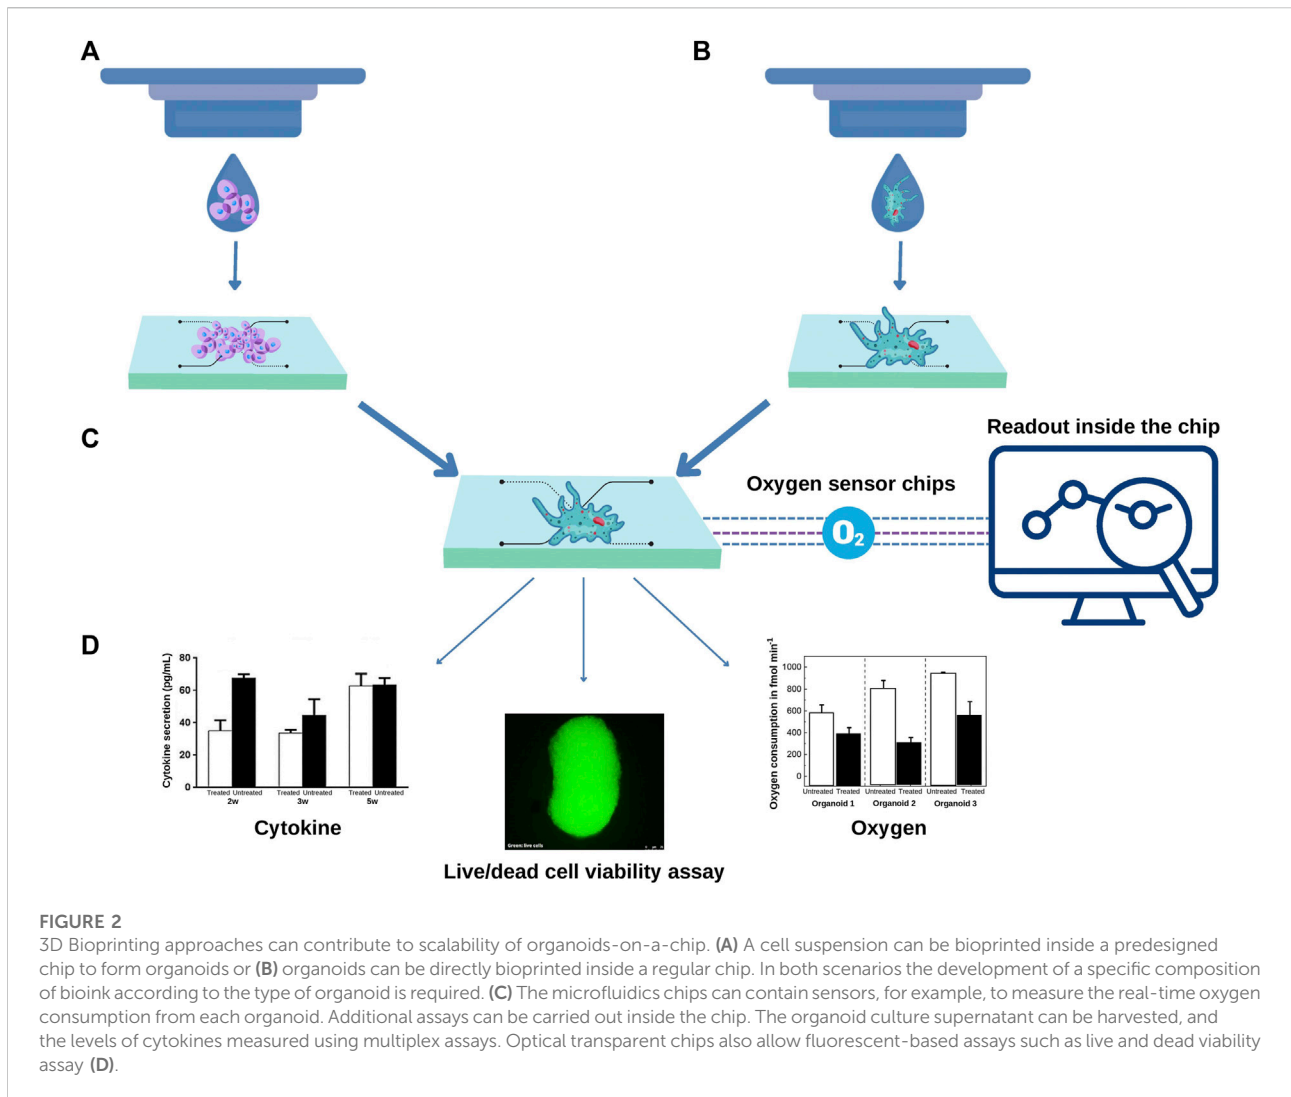 A
B
C
Readout inside the chip
Oxygen sensor chips
O₂
D
Cytokine secretion (pg/mL)
80
60
40
20
0
Treated Untreated Treated Untreated Treated Untreated
2w 3w 5w
Cytokine
Green: live cells
Live/dead cell viability assay
Oxygen consumption in fmol min⁻¹
1000
800
600
400
200
0
Untreated Treated Untreated Treated Untreated Treated
Organoid 1 Organoid 2 Organoid 3
Oxygen
FIGURE 2
3D Bioprinting approaches can contribute to scalability of organoids-on-a-chip. (A) A cell suspension can be bioprinted inside a predesigned
chip to form organoids or (B) organoids can be directly bioprinted inside a regular chip. In both scenarios the development of a specific composition
of bioink according to the type of organoid is required. (C) The microfluidics chips can contain sensors, for example, to measure the real-time oxygen
consumption from each organoid. Additional assays can be carried out inside the chip. The organoid culture supernatant can be harvested, and
the levels of cytokines measured using multiplex assays. Optical transparent chips also allow fluorescent-based assays such as live and dead viability
assay (D).